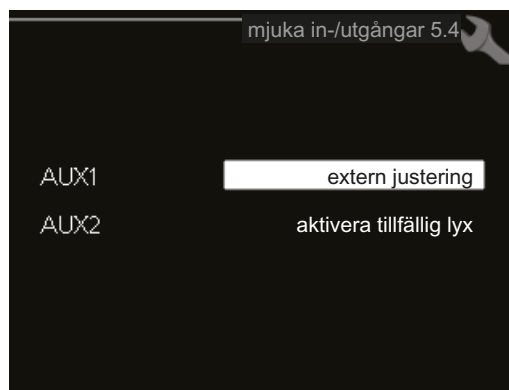 mjuka in-/utgångar 5.4
AUX1 extern justering
AUX2 aktivera tillfällig lyx